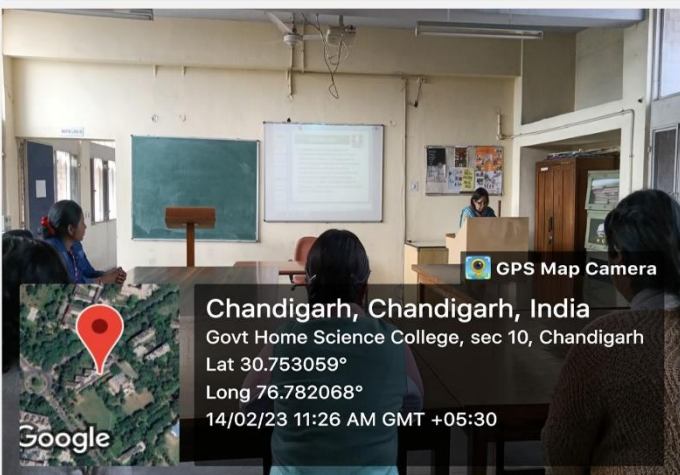 GPS Map Camera
Chandigarh, Chandigarh, India
Govt Home Science College, sec 10, Chandigarh
Lat 30.753059°
Long 76.782068°
14/02/23 11:26 AM GMT +05:30
Google